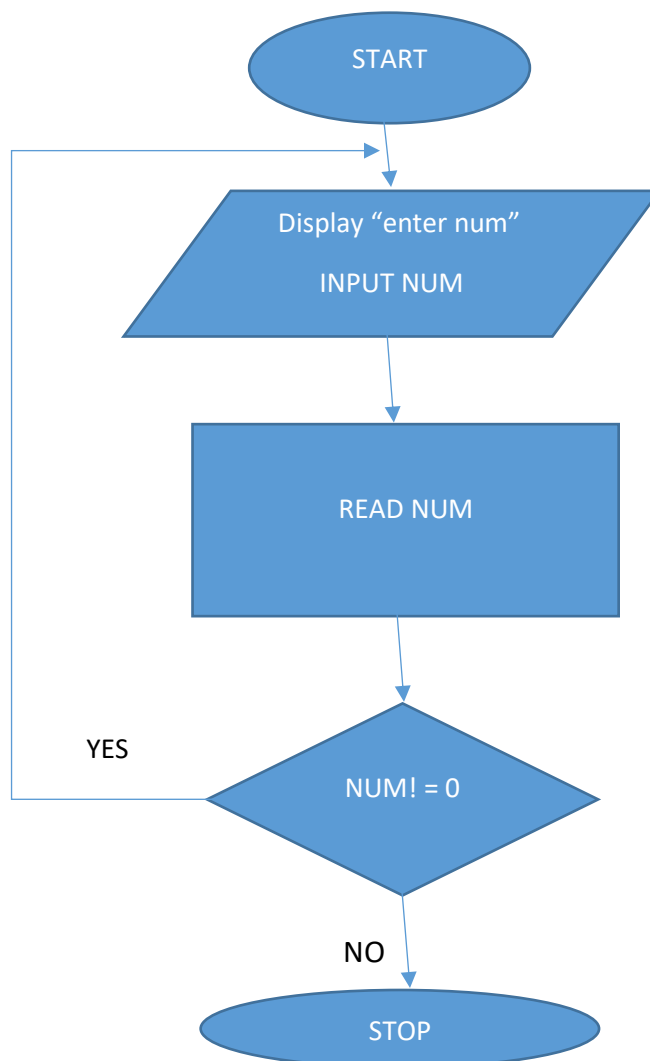 START
Display “enter num”
INPUT NUM
READ NUM
YES
NUM! = 0
NO
STOP